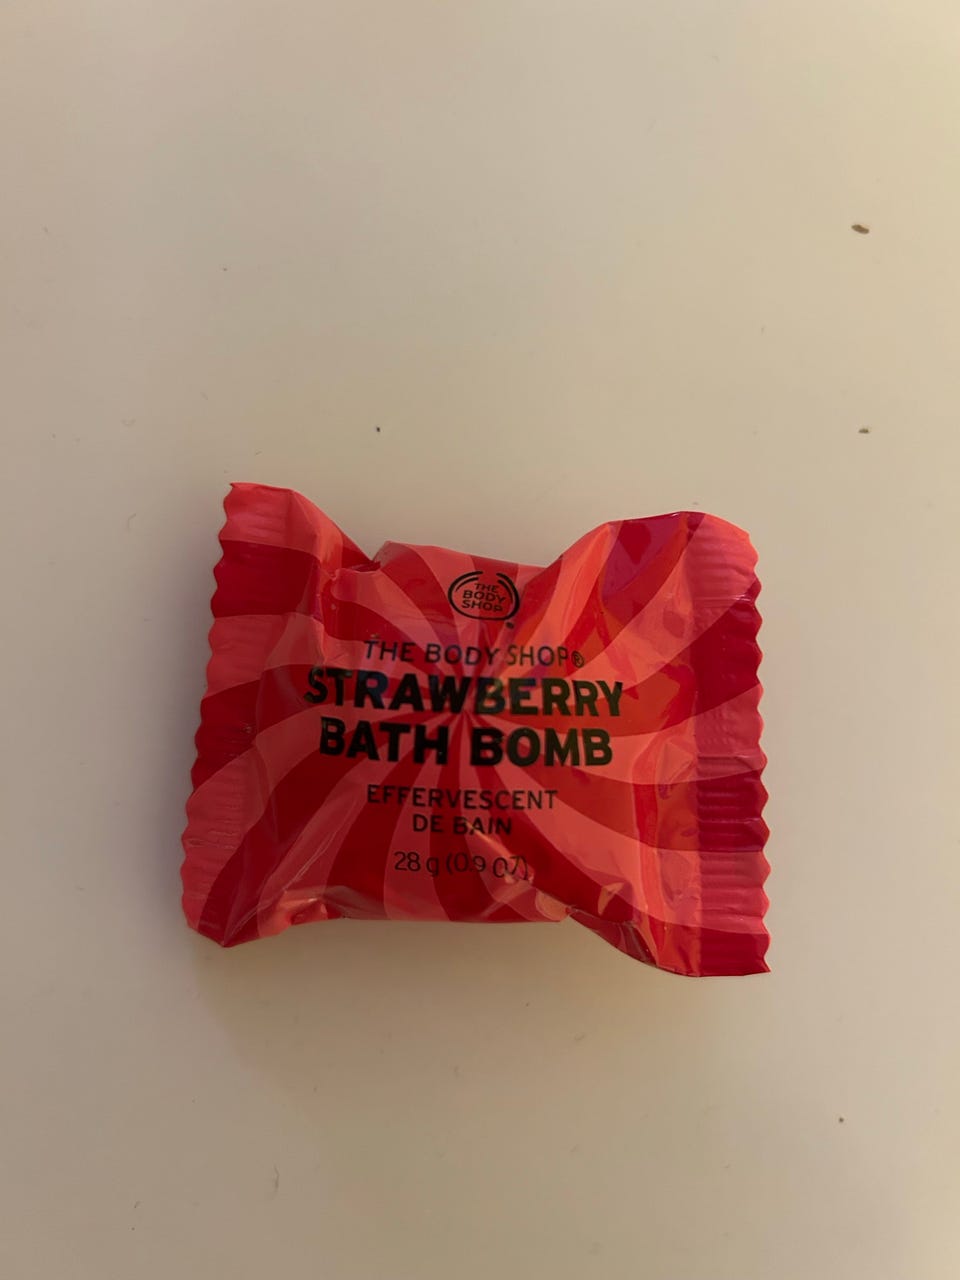 THE
BODY
SHOP
THE BODY SHOP®
STRAWBERRY
BATH BOMB
EFFERVESCENT
DE BAIN
28 g (0.9 OZ)